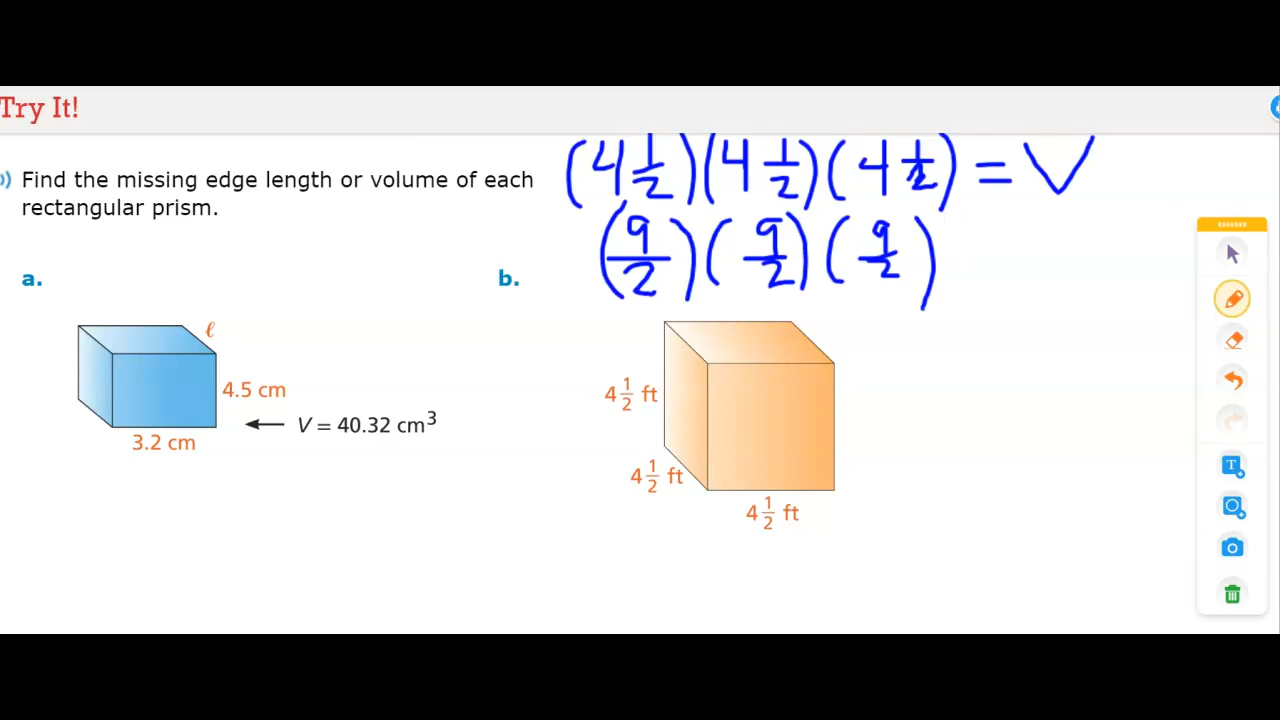 Try It!
Find the missing edge length or volume of each
rectangular prism.
(4 1/2)(4 1/2)(4 1/2) = V
(9/2)(9/2)(9/2)
a.
b.
ℓ
4.5 cm
V = 40.32 cm³
3.2 cm
4 1/2 ft
4 1/2 ft
4 1/2 ft
T